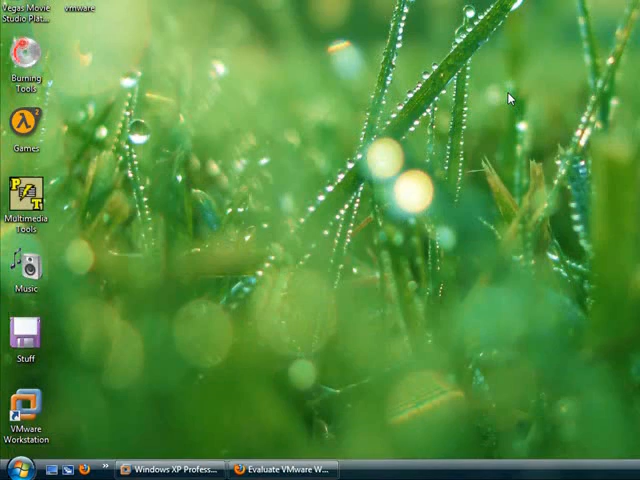 Vegas Movie
Studio Plat...
vmware
Burning
Tools
Games
Multimedia
Tools
Music
Stuff
VMware
Workstation
Windows XP Profess...
Evaluate VMware W...